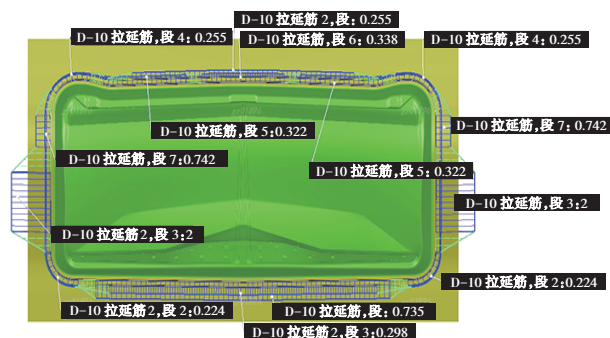 D-10 拉延筋 2,段:0.255
D-10 拉延筋,段 4:0.255
D-10 拉延筋,段 6:0.338
D-10 拉延筋,段 4:0.255
D-10 拉延筋,段 5:0.322
D-10 拉延筋,段 7:0.742
D-10 拉延筋,段 7:0.742
D-10 拉延筋,段 5:0.322
D-10 拉延筋,段 3:2
D-10 拉延筋2,段 3:2
D-10 拉延筋,段 2:0.224
D-10 拉延筋2,段 2:0.224
D-10 拉延筋,段:0.735
D-10 拉延筋2,段 3:0.298